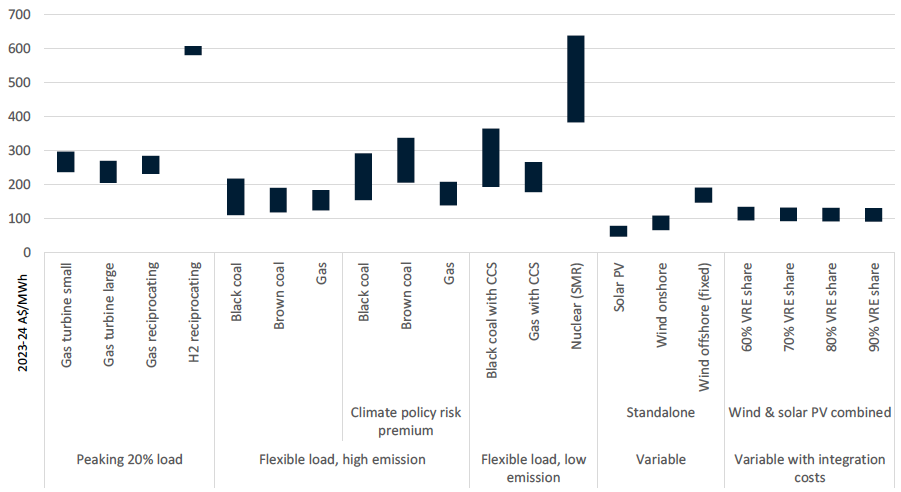 700
600
500
400
300
200
100
0
2023-24 A$/MWh
Gas turbine small
Gas turbine large
Gas reciprocating
H2 reciprocating
Black coal
Brown coal
Gas
Black coal
Brown coal
Gas
Black coal with CCS
Gas with CCS
Nuclear (SMR)
Solar PV
Wind onshore
Wind offshore (fixed)
60% VRE share
70% VRE share
80% VRE share
90% VRE share
Climate policy risk
premium
Standalone
Wind & solar PV combined
Peaking 20% load
Flexible load, high emission
Flexible load, low
emission
Variable
Variable with integration
costs